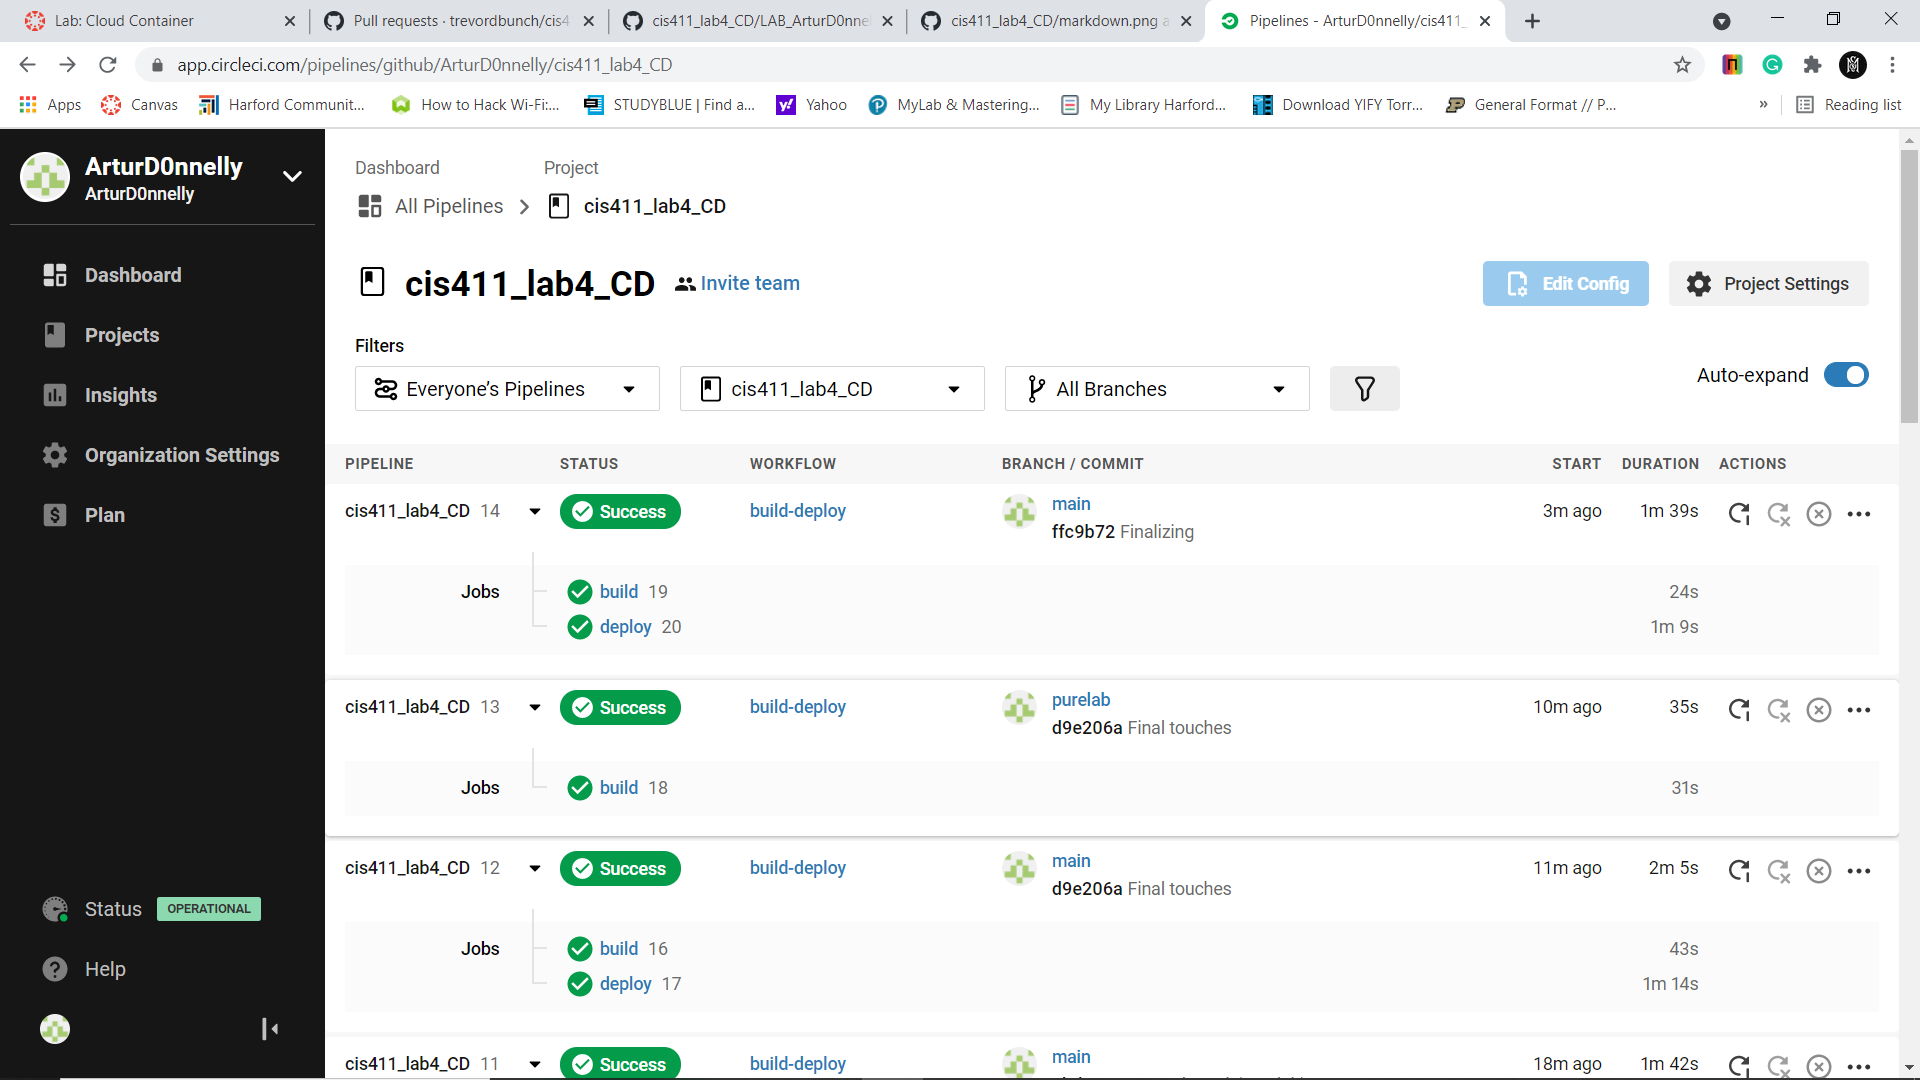 Lab: Cloud Container
Pull requests · trevordbunch/cis4
cis411_lab4_CD/LAB_ArturD0nne
cis411_lab4_CD/markdown.png a
Pipelines - ArturD0nnelly/cis411_
app.circleci.com/pipelines/github/ArturD0nnelly/cis411_lab4_CD
Apps
Canvas
Harford Communit...
How to Hack Wi-Fi:...
STUDYBLUE | Find a...
Yahoo
MyLab & Mastering...
My Library Harford...
Download YIFY Torr...
General Format // P...
»
Reading list
ArturD0nnelly
ArturD0nnelly
Dashboard
Projects
Insights
Organization Settings
Plan
Status OPERATIONAL
Help
Dashboard Project
All Pipelines cis411_lab4_CD
cis411_lab4_CD Invite team
Edit Config Project Settings
Filters
Everyone’s Pipelines cis411_lab4_CD All Branches
Auto-expand
PIPELINE STATUS WORKFLOW BRANCH / COMMIT START DURATION ACTIONS
cis411_lab4_CD 14 Success build-deploy main 3m ago 1m 39s
ffc9b72 Finalizing
Jobs build 19 24s
deploy 20 1m 9s
cis411_lab4_CD 13 Success build-deploy purelab 10m ago 35s
d9e206a Final touches
Jobs build 18 31s
cis411_lab4_CD 12 Success build-deploy main 11m ago 2m 5s
d9e206a Final touches
Jobs build 16 43s
deploy 17 1m 14s
cis411_lab4_CD 11 Success build-deploy main 18m ago 1m 42s